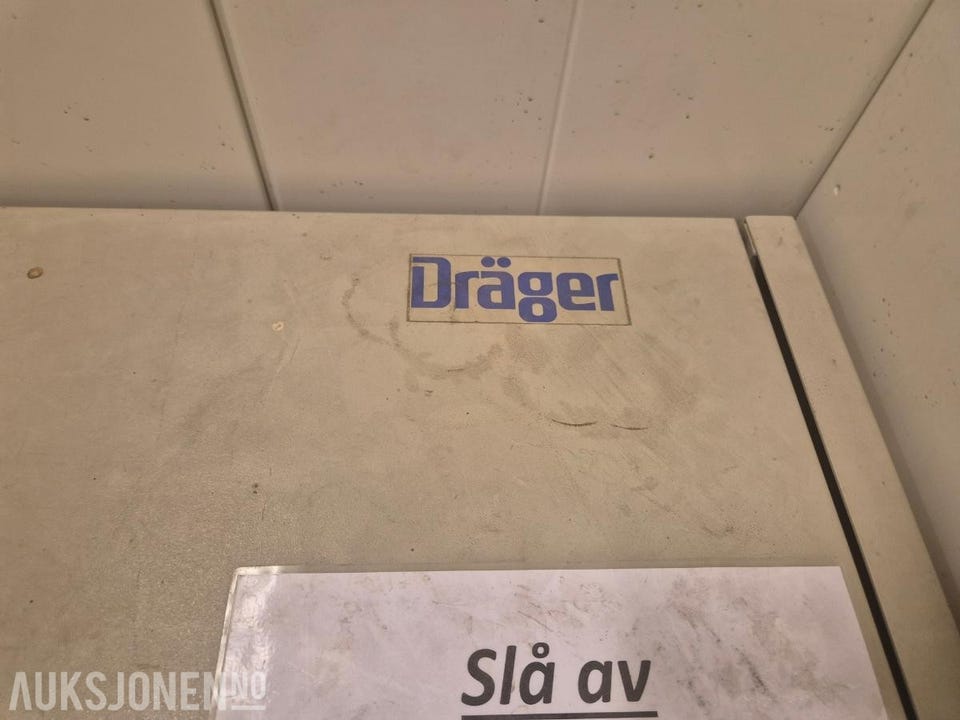 Dräger
Slå av
AUKSJONEN.NO